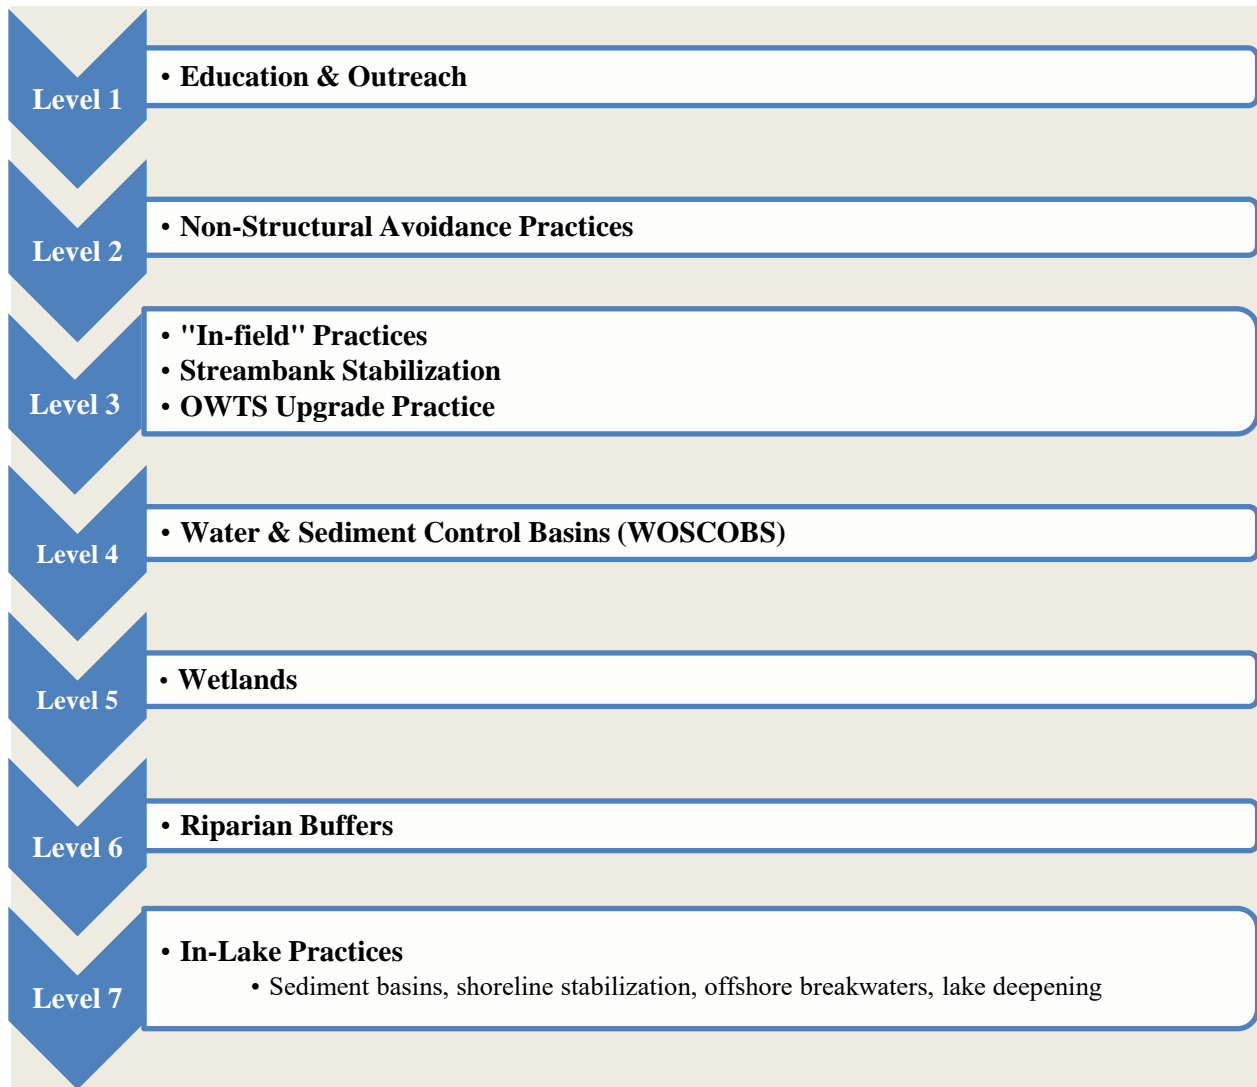 Level 1
• Education & Outreach
Level 2
• Non-Structural Avoidance Practices
Level 3
• "In-field" Practices
• Streambank Stabilization
• OWTS Upgrade Practice
Level 4
• Water & Sediment Control Basins (WOSCOBS)
Level 5
• Wetlands
Level 6
• Riparian Buffers
Level 7
• In-Lake Practices
• Sediment basins, shoreline stabilization, offshore breakwaters, lake deepening